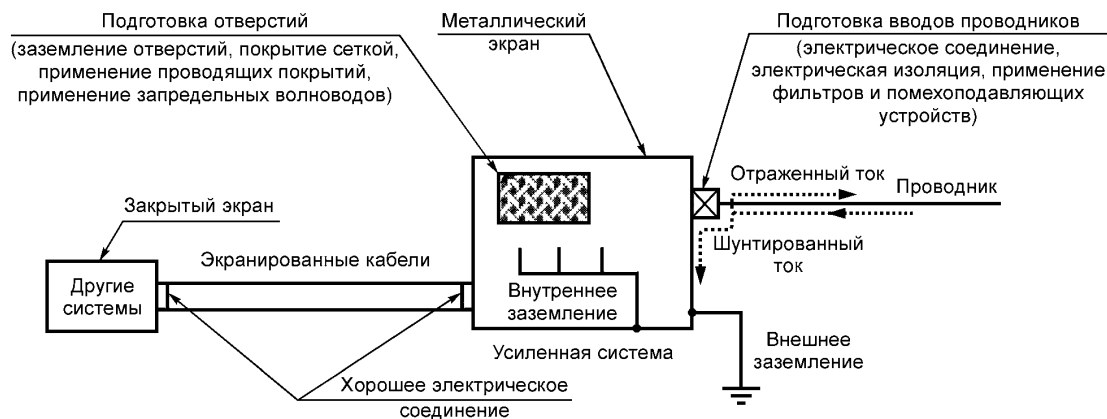 Подготовка отверстий
(заземление отверстий, покрытие сеткой,
применение проводящих покрытий,
применение запредельных волноводов)
Металлический
экран
Подготовка вводов проводников
(электрическое соединение,
электрическая изоляция, применение
фильтров и помехоподавляющих
устройств)
Отраженный ток
Проводник
Шунтированный
ток
Закрытый экран
Экранированные кабели
Другие
системы
Внутреннее
заземление
Усиленная система
Внешнее
заземление
Хорошее электрическое
соединение